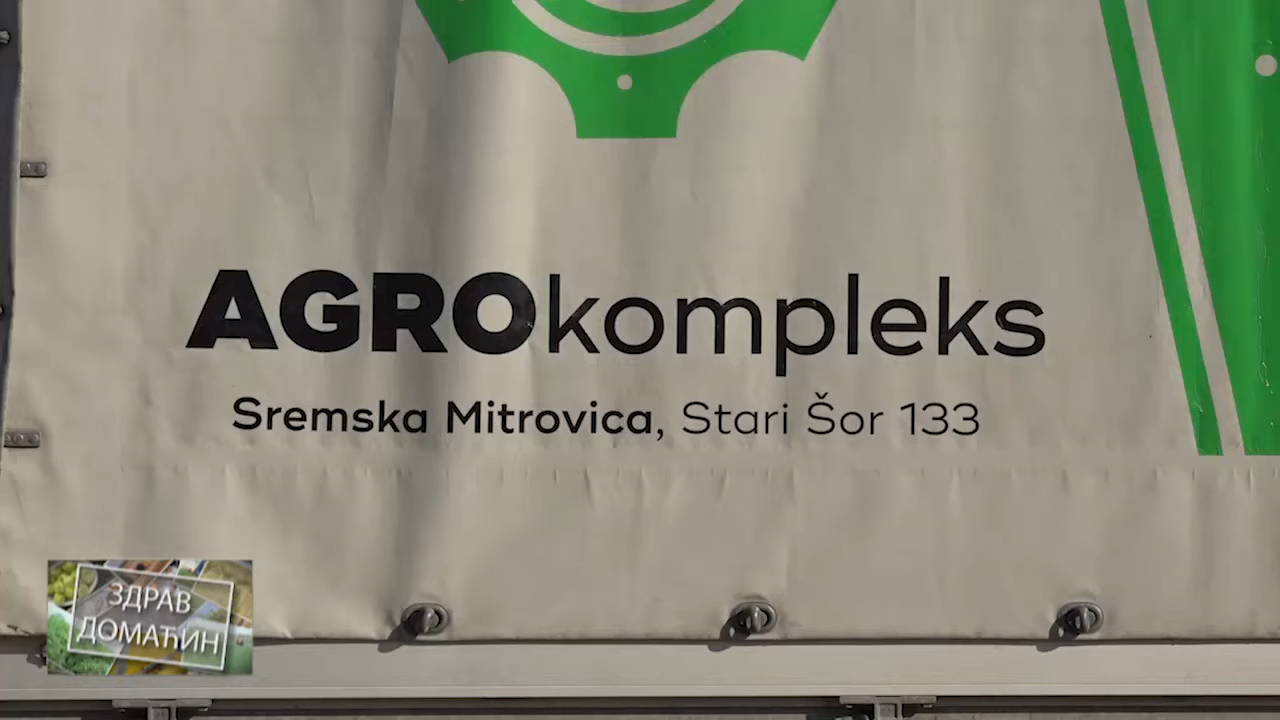 AGROkompleks
Sremska Mitrovica, Stari Šor 133
ЗДРАВ
ДОМАЋИН